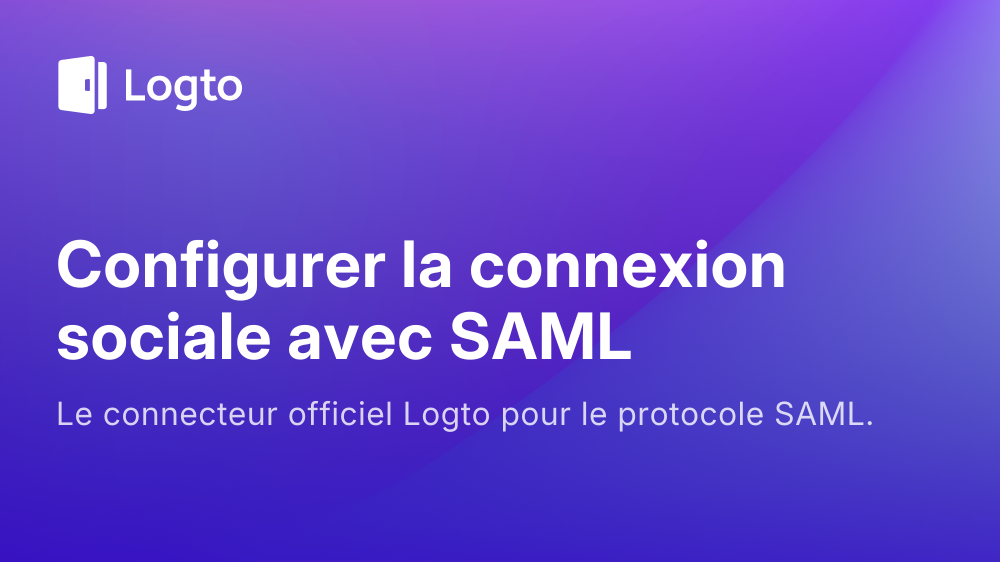 Logto
Configurer la connexion
sociale avec SAML
Le connecteur officiel Logto pour le protocole SAML.